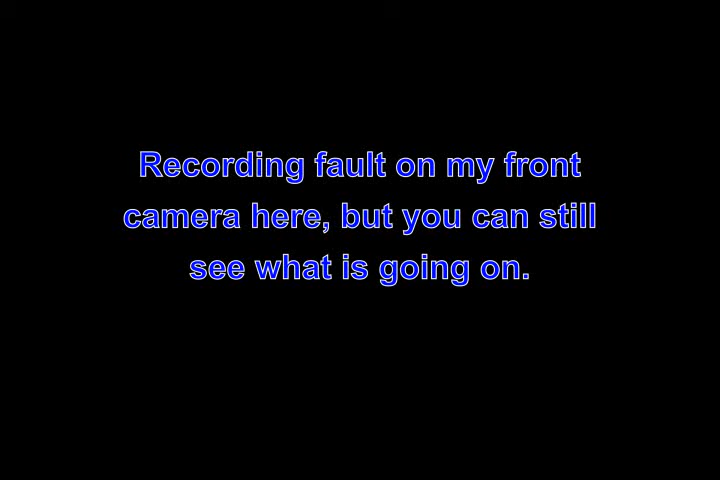 Recording fault on my front
camera here, but you can still
see what is going on.